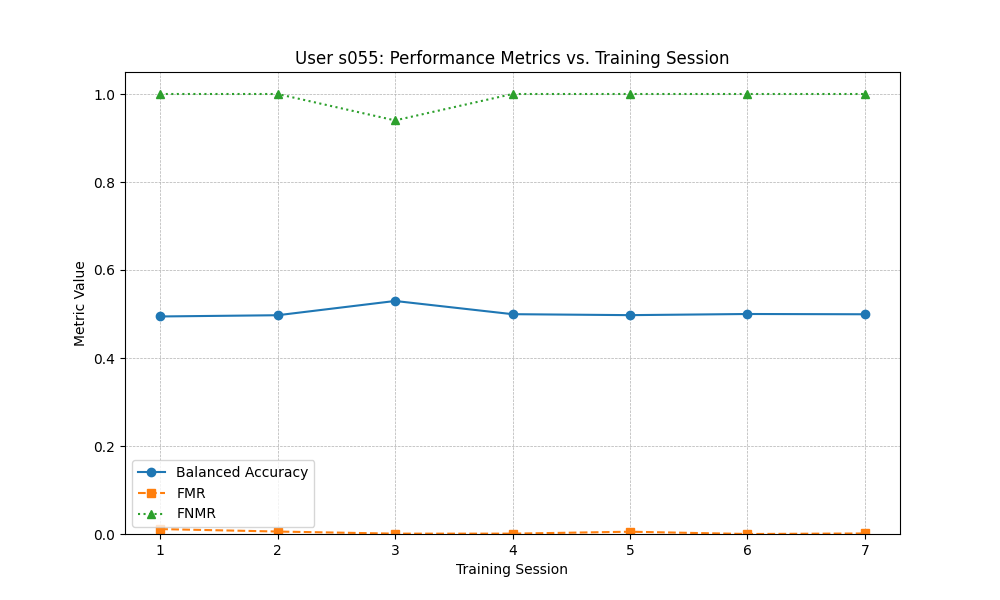 User s055: Performance Metrics vs. Training Session
Metric Value
1.0
0.8
0.6
0.4
0.2
0.0
Balanced Accuracy
FMR
FNMR
1 2 3 4 5 6 7
Training Session